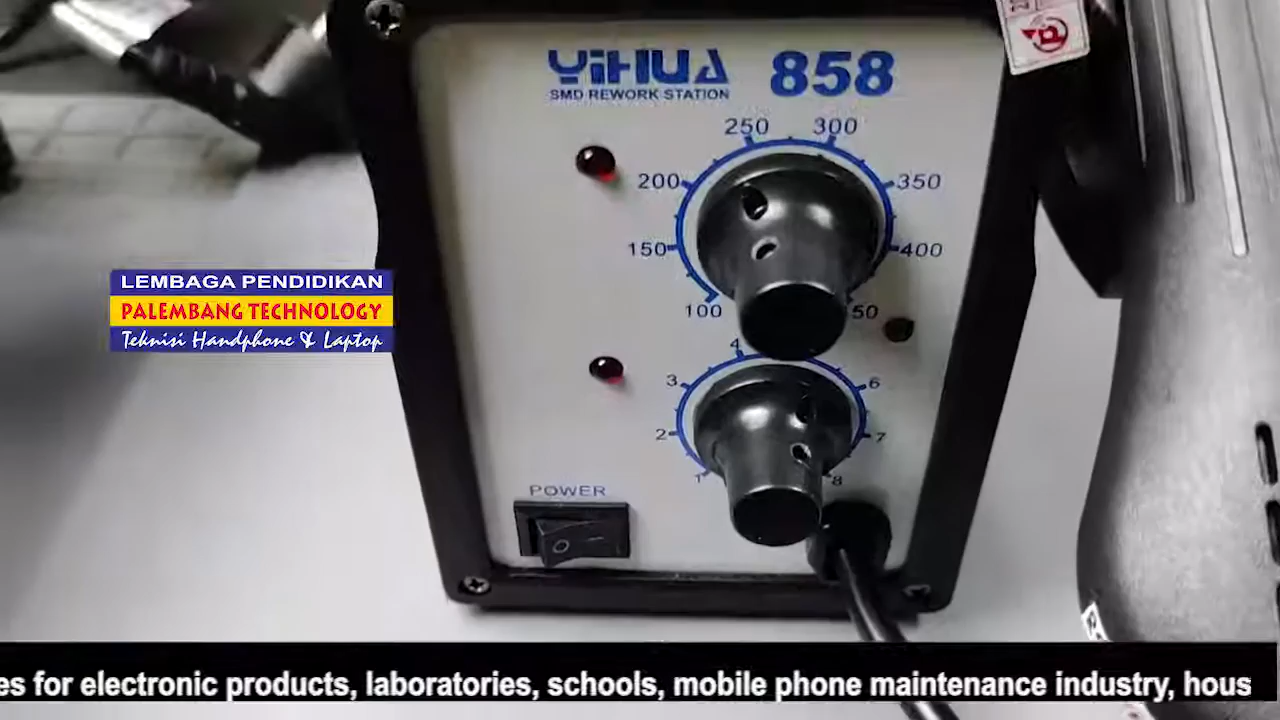 YiHUA 858
SMD REWORK STATION
250 300
200 350
150 400
100 50
4
3 6
2 7
1 8
POWER
LEMBAGA PENDIDIKAN
PALEMBANG TECHNOLOGY
Teknisi Handphone & Laptop
es for electronic products, laboratories, schools, mobile phone maintenance industry, hous